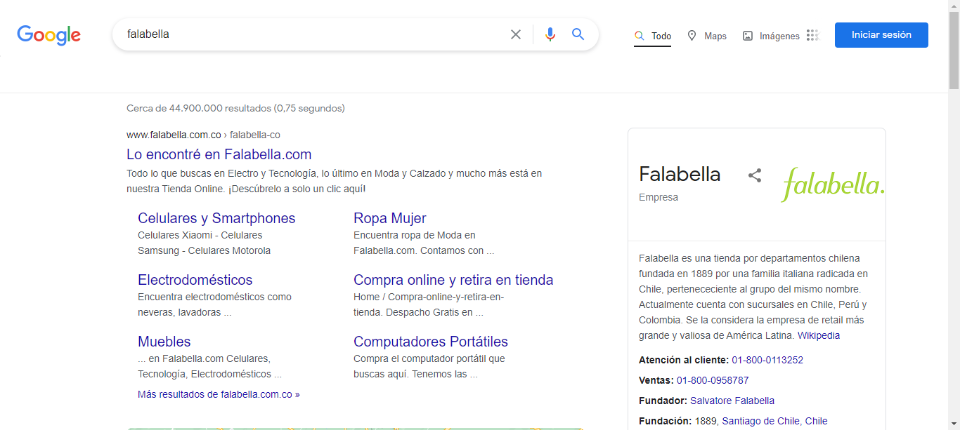 Google
falabella
Todo
Maps
Imágenes
Iniciar sesión
Cerca de 44.900.000 resultados (0,75 segundos)
www.falabella.com.co › falabella-co
Lo encontré en Falabella.com
Todo lo que buscas en Electro y Tecnología, lo último en Moda y Calzado y mucho más está en
nuestra Tienda Online. ¡Descúbrelo a solo un clic aquí!
Celulares y Smartphones
Celulares Xiaomi - Celulares
Samsung - Celulares Motorola
Ropa Mujer
Encuentra ropa de Moda en
Falabella.com. Contamos con ...
Electrodomésticos
Encuentra electrodomésticos como
neveras, lavadoras ...
Compra online y retira en tienda
Home / Compra-online-y-retira-en-
tienda. Despacho Gratis en ...
Muebles
... en Falabella.com Celulares,
Tecnología, Electrodomésticos ...
Computadores Portátiles
Compra el computador portátil que
buscas aquí. Tenemos las ...
Más resultados de falabella.com.co »
Falabella
Empresa
falabella.
Falabella es una tienda por departamentos chilena
fundada en 1889 por una familia italiana radicada en
Chile, pertenececiente al grupo del mismo nombre.
Actualmente cuenta con sucursales en Chile, Perú y
Colombia. Se la considera la empresa de retail más
grande y valiosa de América Latina. Wikipedia
Atención al cliente: 01-800-0113252
Ventas: 01-800-0958787
Fundador: Salvatore Falabella
Fundación: 1889, Santiago de Chile, Chile